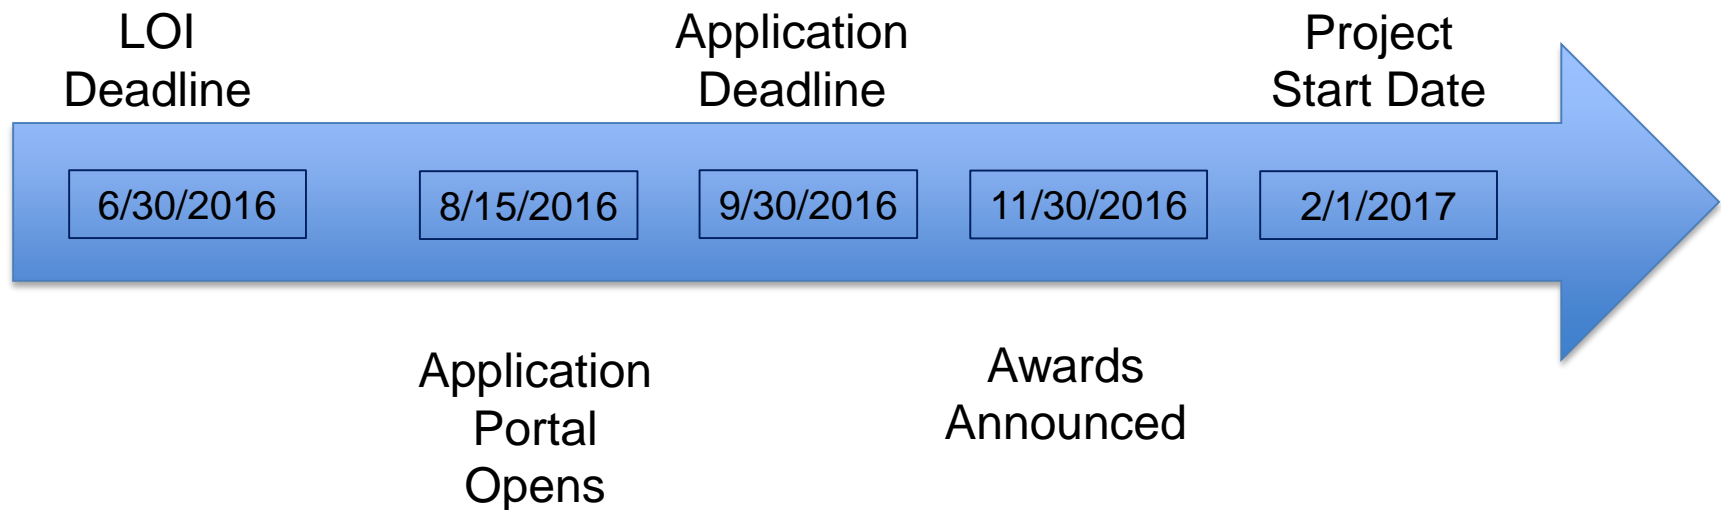 LOI
Deadline
Application
Deadline
Project
Start Date
6/30/2016
8/15/2016
9/30/2016
11/30/2016
2/1/2017
Application
Portal
Opens
Awards
Announced